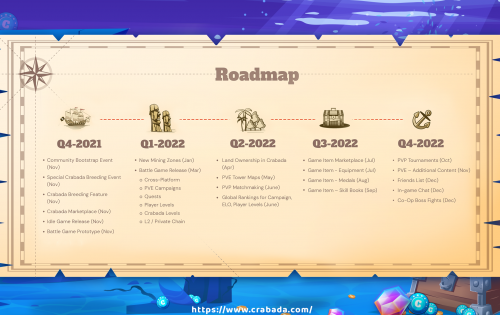 Roadmap
Q4-2021
Community Bootstrap Event
(Nov)
Special Crabada Breeding Event
(Nov)
Crabada Breeding Feature
(Nov)
Crabada Marketplace (Nov)
Idle Game Release (Nov)
Battle Game Prototype (Nov)
Q1-2022
New Mining Zones (Jan)
Battle Game Release (Mar)
Cross-Platform
PVE Campaigns
Quests
Player Levels
Crabada Levels
L2 / Private Chain
Q2-2022
Land Ownership in Crabada
(Apr)
PVE Tower Maps (May)
PVP Matchmaking (June)
Global Rankings for Campaign,
ELO, Player Levels (June)
Q3-2022
Game Item Marketplace (Jul)
Game Item - Equipment (Jul)
Game Item - Medals (Aug)
Game Item - Skill Books (Sep)
Q4-2022
PVP Tournaments (Oct)
PVE - Additional Content (Nov)
Friends List (Dec)
In-game Chat (Dec)
Co-Op Boss Fights (Dec)
https://www.crabada.com/